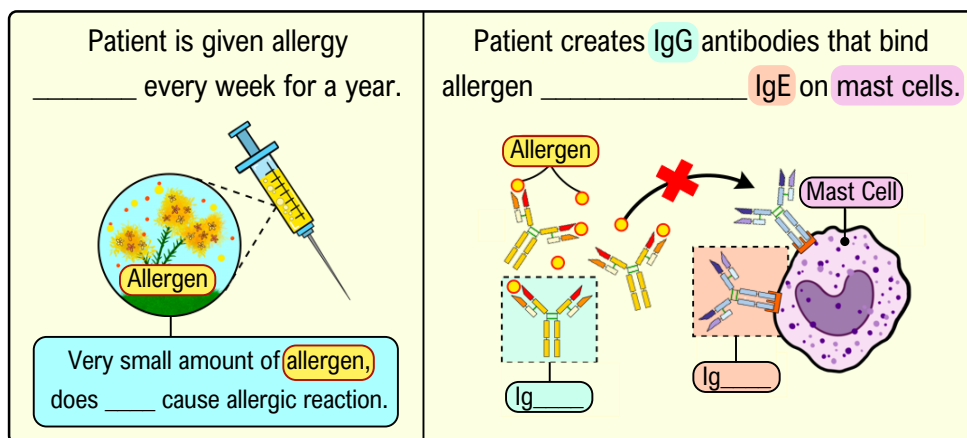 Patient is given allergy
_______ every week for a year.
Allergen
Very small amount of allergen,
does ____ cause allergic reaction.
Patient creates IgG antibodies that bind
allergen ______________ IgE on mast cells.
Allergen
Mast Cell
Ig____
Ig____